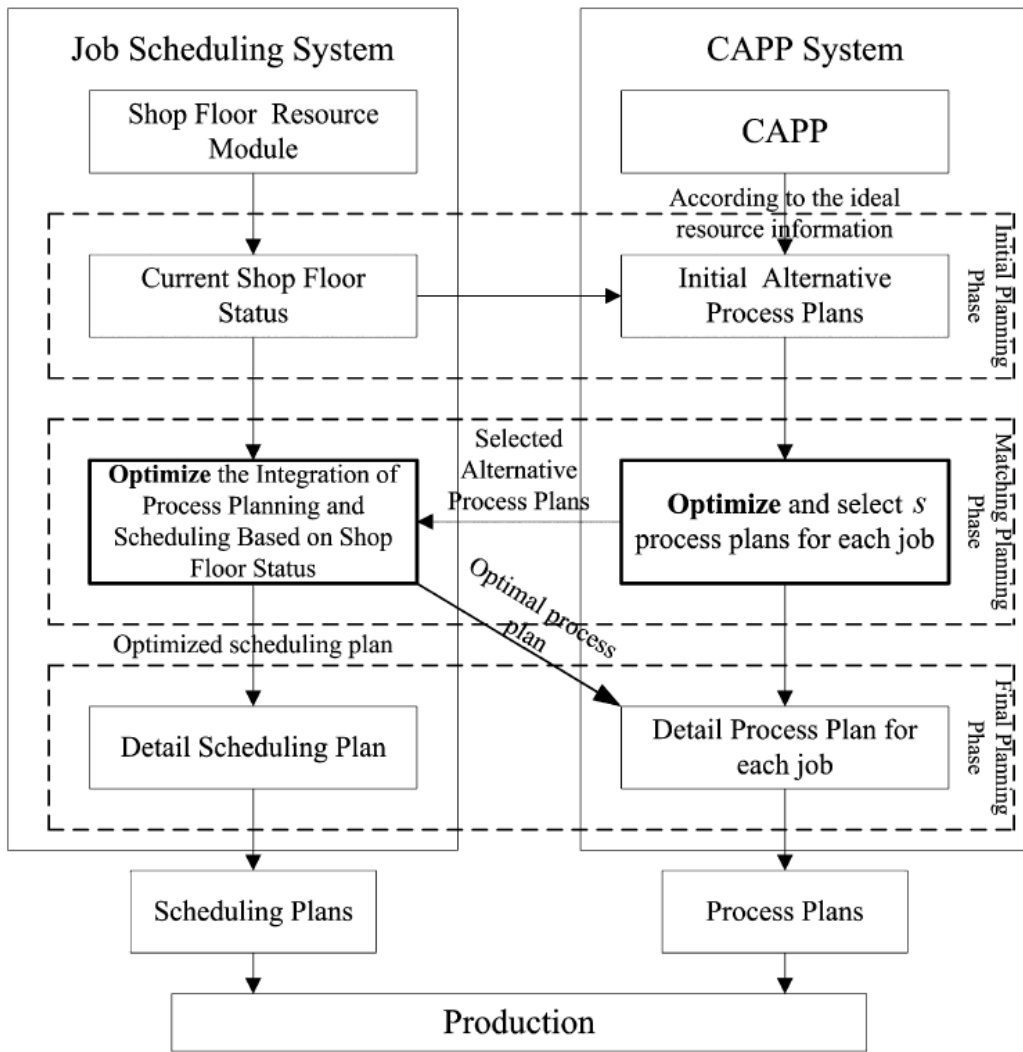 Job Scheduling System
CAPP System
Shop Floor Resource
Module
CAPP
According to the ideal
resource information
Current Shop Floor
Status
Initial Alternative
Process Plans
Initial Planning
Phase
Selected
Alternative
Process Plans
Optimize the Integration of
Process Planning and
Scheduling Based on Shop
Floor Status
Optimize and select s
process plans for each job
Matching Planning
Phase
Optimal process
plan
Optimized scheduling plan
Detail Scheduling Plan
Detail Process Plan for
each job
Final Planning
Phase
Scheduling Plans
Process Plans
Production